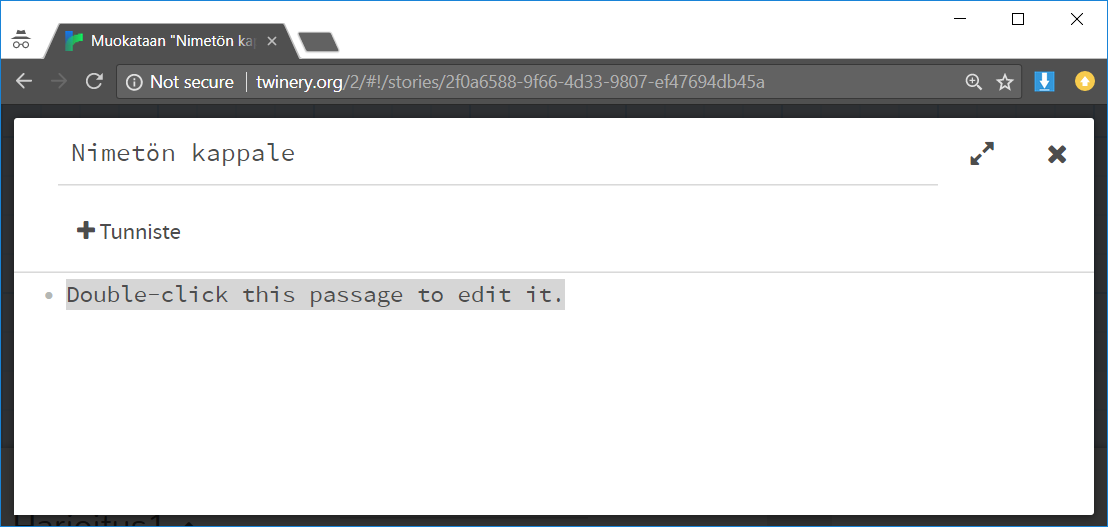 Muokataan "Nimetön ka
Not secure twinery.org/2/#!/stories/2f0a6588-9f66-4d33-9807-ef47694db45a
Nimetön kappale
Tunniste
Double-click this passage to edit it.
Harjoitus1